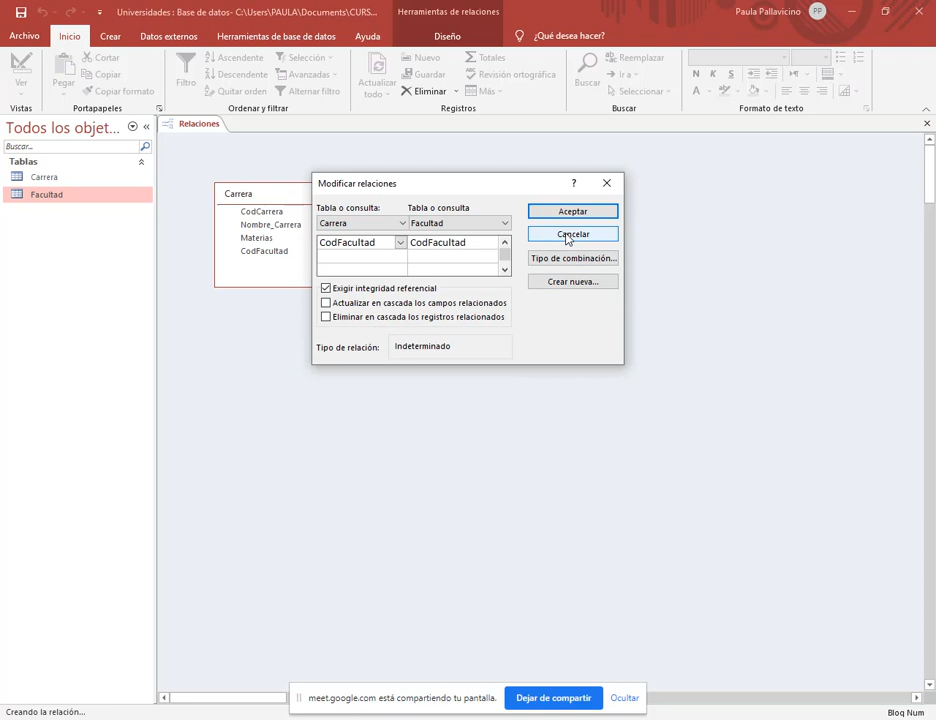 Universidades : Base de datos- C:\Users\PAULA\Documents\CURS... Herramientas de relaciones Paula Pallavicino PP
Archivo Inicio Crear Datos externos Herramientas de base de datos Ayuda Diseño ¿Qué desea hacer?
Ver
Pegar
Cortar
Copiar
Copiar formato
Filtro
Ascendente
Descendente
Quitar orden
Selección
Avanzadas
Alternar filtro
Actualizar todo
Nuevo
Guardar
Eliminar
Totales
Revisión ortográfica
Más
Buscar
Reemplazar
Ir a
Seleccionar
N K S
A
Vistas Portapapeles Ordenar y filtrar Registros Buscar Formato de texto
Todos los objet...
Buscar...
Tablas
Carrera
Facultad
Relaciones
Carrera
CodCarrera
Nombre_Carrera
Materias
CodFacultad
Modificar relaciones ?
Tabla o consulta: Tabla o consulta
Carrera Facultad
CodFacultad CodFacultad
Exigir integridad referencial
Actualizar en cascada los campos relacionados
Eliminar en cascada los registros relacionados
Tipo de relación: Indeterminado
Aceptar
Cancelar
Tipo de combinación...
Crear nueva...
meet.google.com está compartiendo tu pantalla. Dejar de compartir Ocultar
Creando la relación... Bloq Num